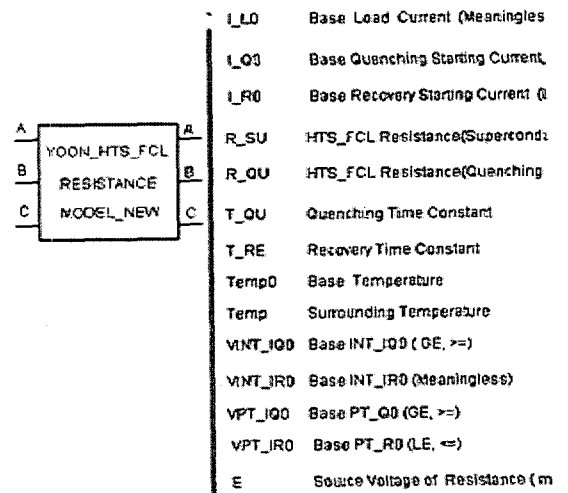 A
B
C
YOON_HTS_FCL
RESISTANCE
MODEL_NEW
A
B
C
I_L0 Base Load Current (Meaningles
I_Q0 Base Quenching Starting Current,
I_R0 Base Recovery Starting Current
R_SU HTS_FCL Resistance(Supercondu
R_QU HTS_FCL Resistance(Quenching
T_QU Quenching Time Constant
T_RE Recovery Time Constant
Temp0 Base Temperature
Temp Surrounding Temperature
VINT_IQ0 Base INT_IQ0 ( GE, >=)
VINT_IR0 Base INT_IR0 (Meaningless)
VPT_IQ0 Base PT_Q0 (GE, >=)
VPT_IR0 Base PT_R0 (LE, <=)
E Source Voltage of Resistance ( m